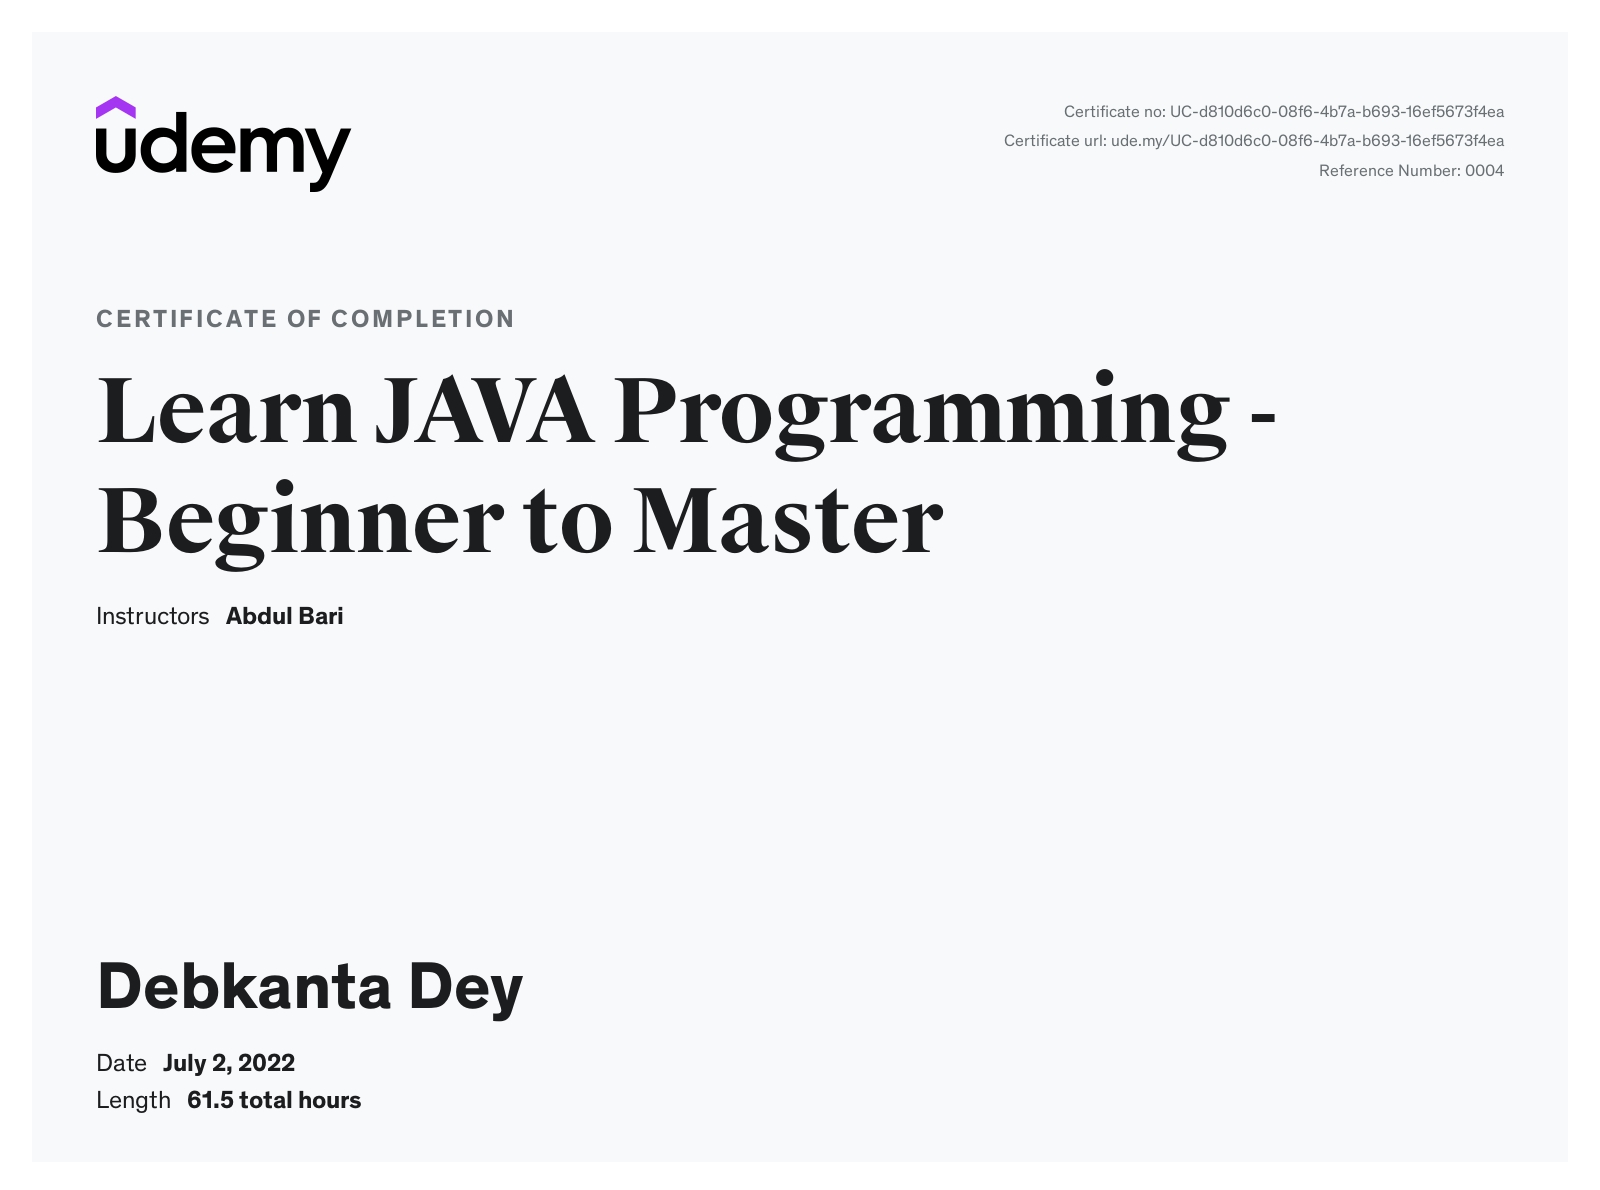 udemy
Certificate no: UC-d810d6c0-08f6-4b7a-b693-16ef5673f4ea
Certificate url: ude.my/UC-d810d6c0-08f6-4b7a-b693-16ef5673f4ea
Reference Number: 0004
CERTIFICATE OF COMPLETION
Learn JAVA Programming -
Beginner to Master
Instructors Abdul Bari
Debkanta Dey
Date July 2, 2022
Length 61.5 total hours